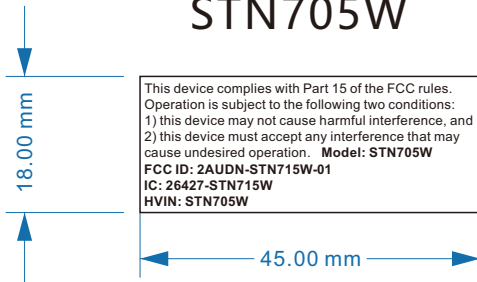 STN705W
This device complies with Part 15 of the FCC rules.
Operation is subject to the following two conditions:
1) this device may not cause harmful interference, and
2) this device must accept any interference that may
cause undesired operation. Model: STN705W
FCC ID: 2AUDN-STN715W-01
IC: 26427-STN715W
HVIN: STN705W
18.00 mm
45.00 mm